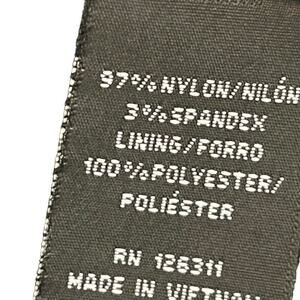 97%NYLON/NILÓN
3%SPANDEX
LINING/FORRO
100%POLYESTER/
POLIÉSTER
RN 126311
MADE IN VIETNAM